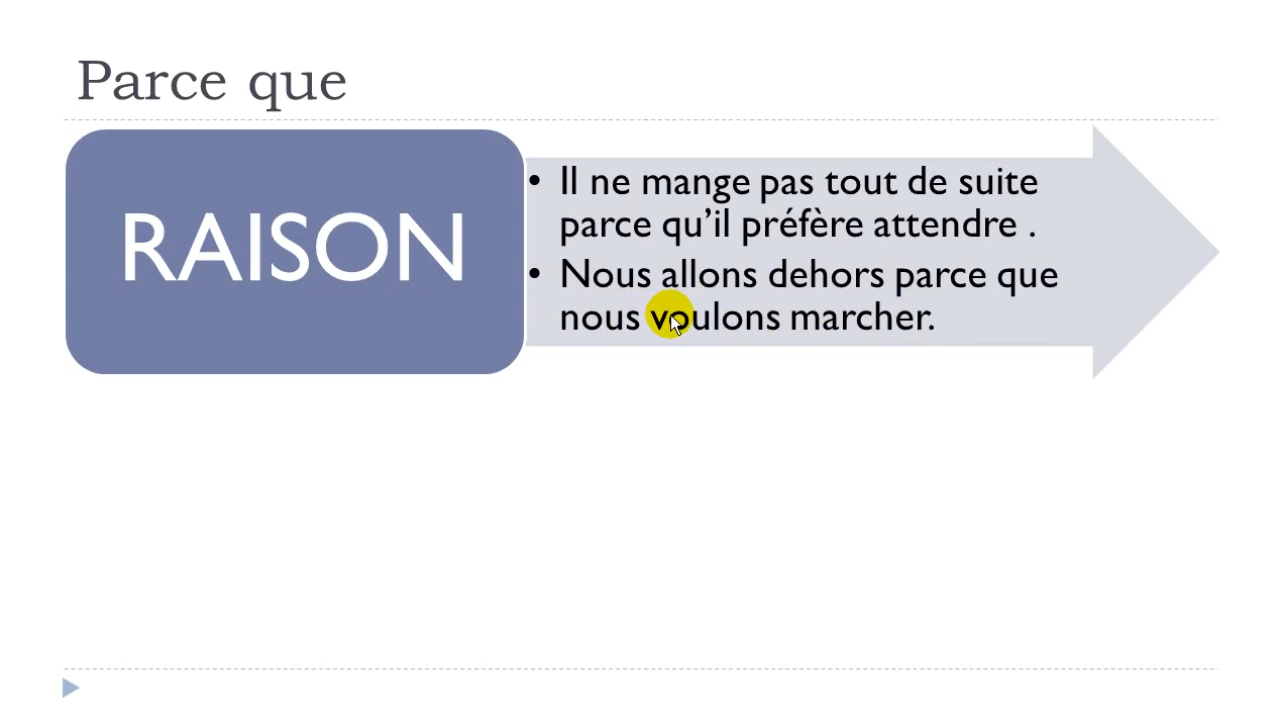 Parce que
RAISON
• Il ne mange pas tout de suite
parce qu’il préfère attendre .
• Nous allons dehors parce que
nous voulons marcher.